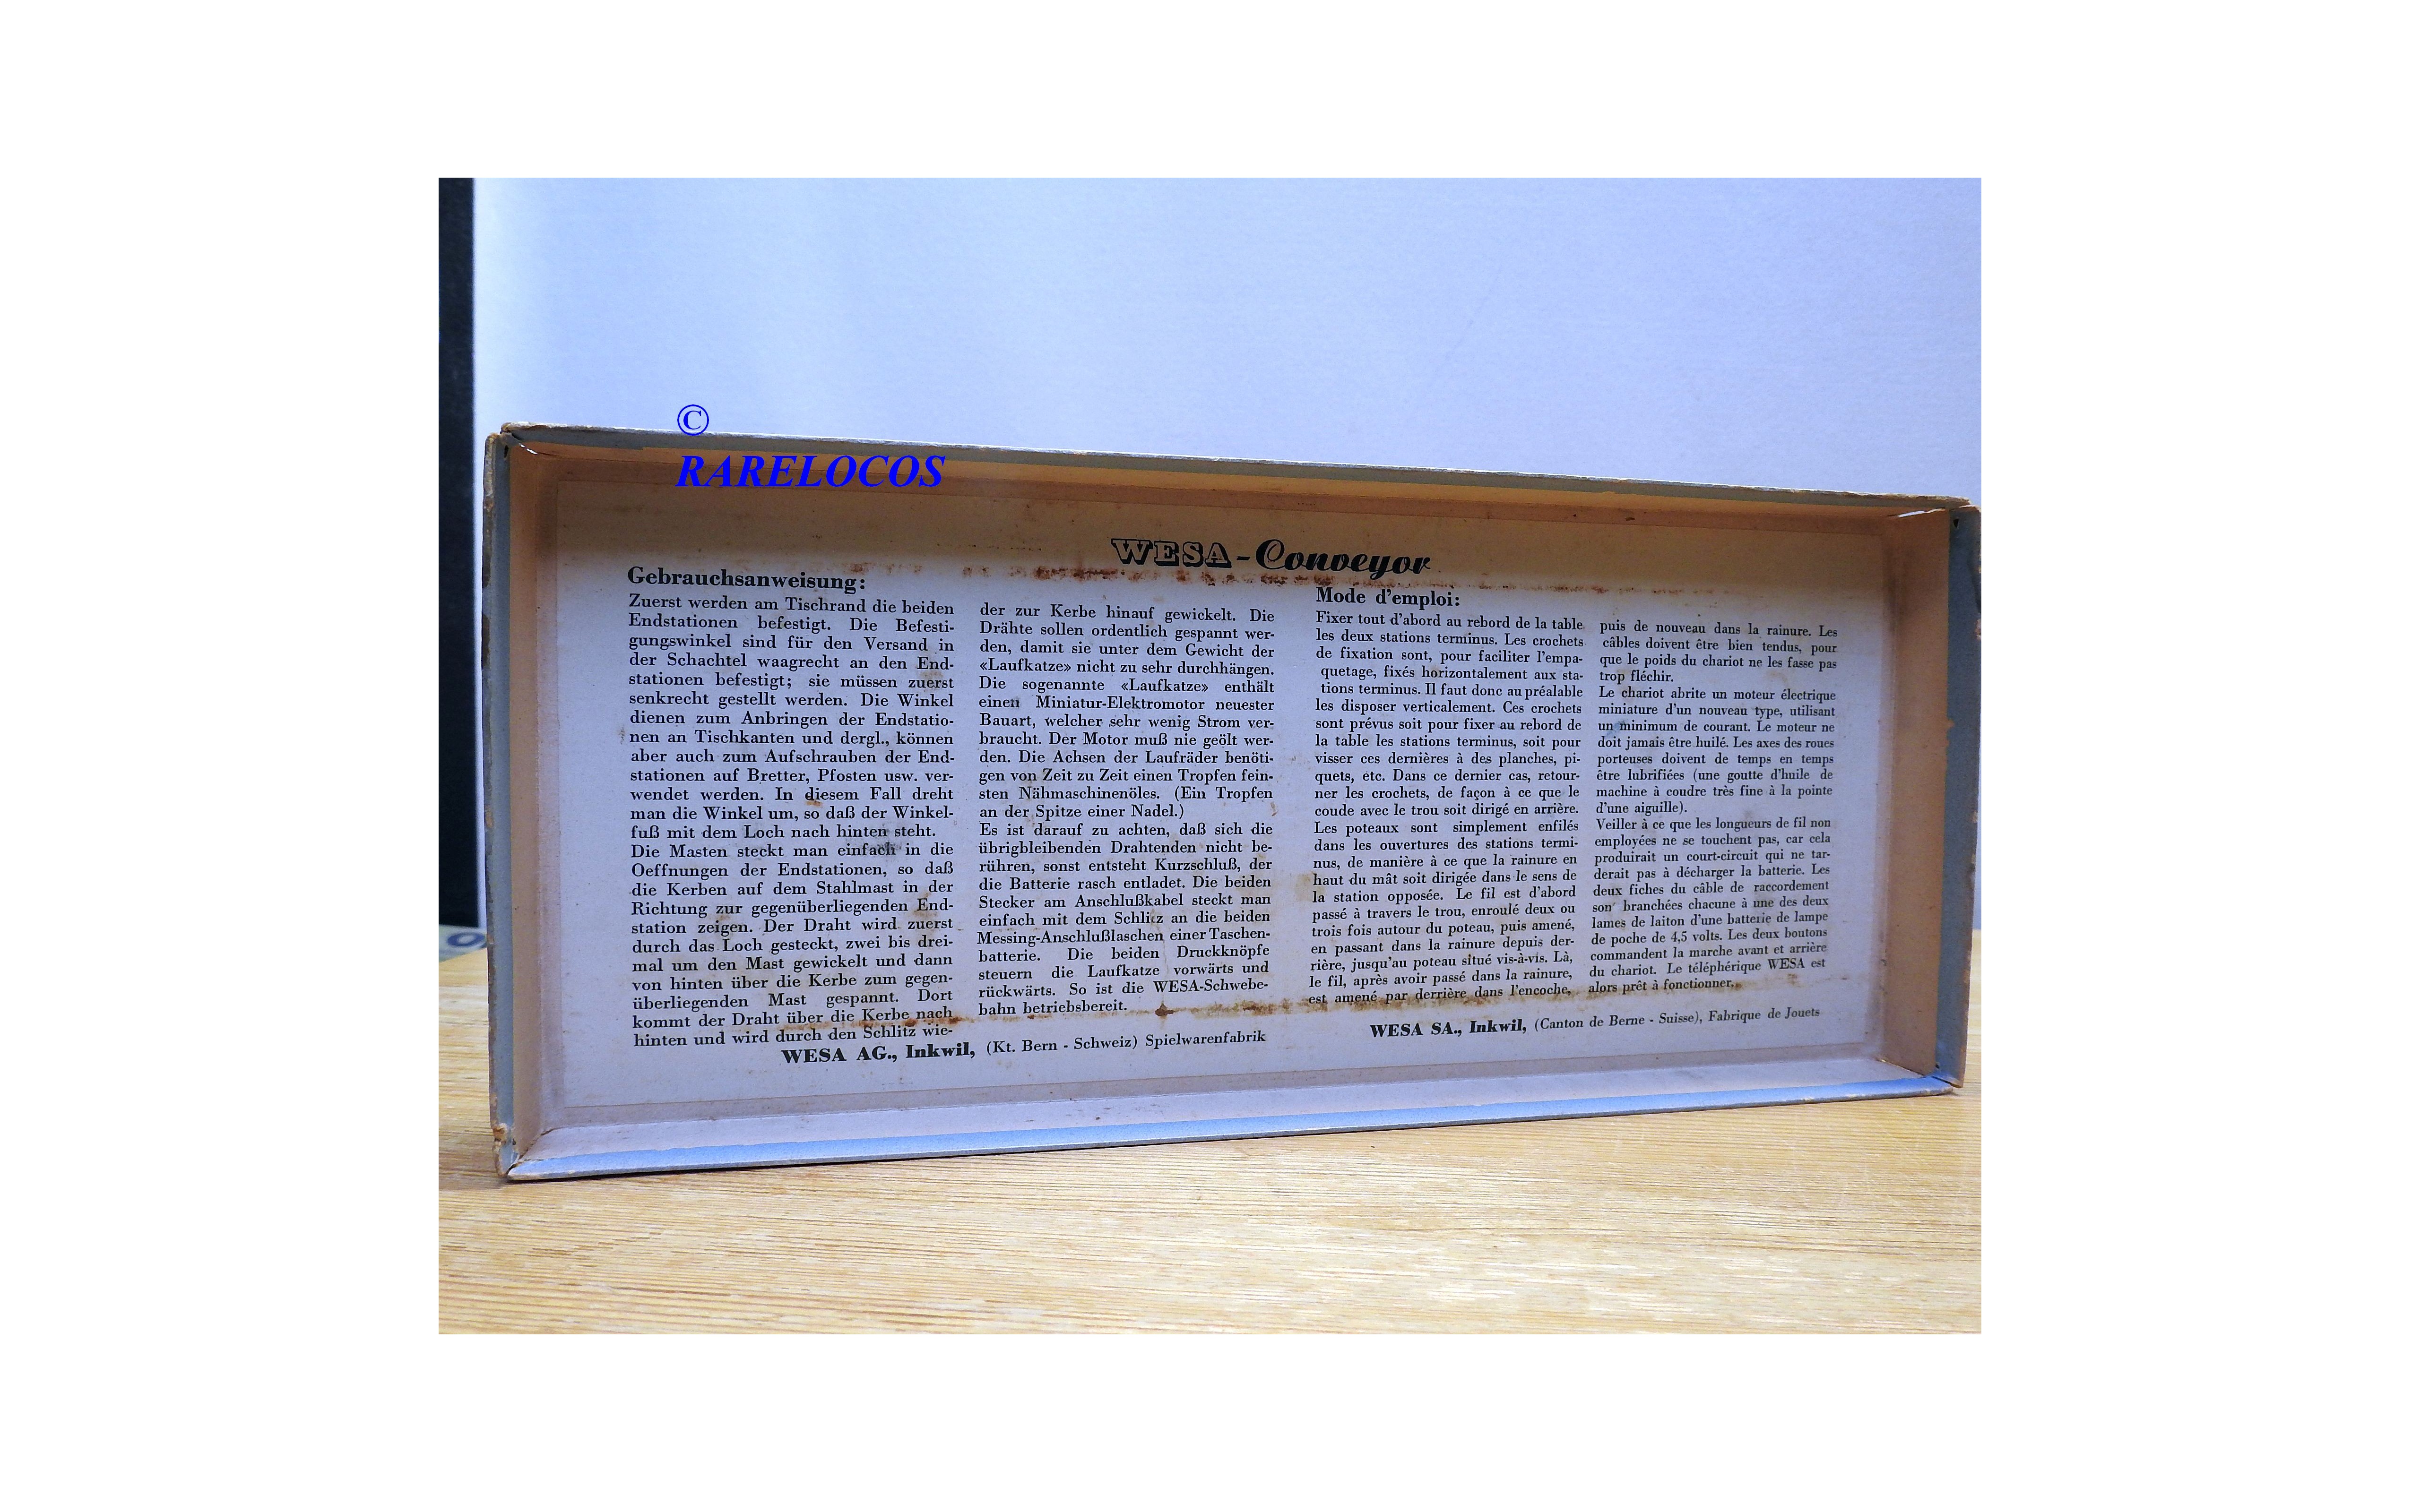 ©
RARELOCOS
WESA-Conveyor
Gebrauchsanweisung:
Zuerst werden am Tischrand die beiden
Endstationen befestigt. Die Befesti-
gungswinkel sind für den Versand in
der Schachtel waagrecht an den End-
stationen befestigt; sie müssen zuerst
senkrecht gestellt werden. Die Winkel
dienen zum Anbringen der Endstatio-
nen an Tischkanten und dergl., können
aber auch zum Aufschrauben der End-
stationen auf Bretter, Pfosten usw. ver-
wendet werden. In diesem Fall dreht
man die Winkel um, so daß der Winkel-
fuß mit dem Loch nach hinten steht.
Die Masten steckt man einfach in die
Oeffnungen der Endstationen, so daß
die Kerben auf dem Stahlmast in der
Richtung zur gegenüberliegenden End-
station zeigen. Der Draht wird zuerst
durch das Loch gesteckt, zwei bis drei-
mal um den Mast gewickelt und dann
von hinten über die Kerbe zum gegen-
überliegenden Mast gespannt. Dort
kommt der Draht über die Kerbe nach
hinten und wird durch den Schlitz wie-
der zur Kerbe hinauf gewickelt. Die
Drähte sollen ordentlich gespannt wer-
den, damit sie unter dem Gewicht der
«Laufkatze» nicht zu sehr durchhängen.
Die sogenannte «Laufkatze» enthält
einen Miniatur-Elektromotor neuester
Bauart, welcher sehr wenig Strom ver-
braucht. Der Motor muß nie geölt wer-
den. Die Achsen der Laufräder benöti-
gen von Zeit zu Zeit einen Tropfen fein-
sten Nähmaschinenöles. (Ein Tropfen
an der Spitze einer Nadel.)
Es ist darauf zu achten, daß sich die
übrigbleibenden Drahtenden nicht be-
rühren, sonst entsteht Kurzschluß, der
die Batterie rasch entladet. Die beiden
Stecker am Anschlußkabel steckt man
einfach mit dem Schlitz an die beiden
Messing-Anschlußlaschen einer Taschen-
batterie. Die beiden Druckknöpfe
steuern die Laufkatze vorwärts und
rückwärts. So ist die WESA-Schwebe-
bahn betriebsbereit.
WESA AG., Inkwil, (Kt. Bern - Schweiz) Spielwarenfabrik
Mode d'emploi:
Fixer tout d'abord au rebord de la table
les deux stations terminus. Les crochets
de fixation sont, pour faciliter l'empa-
quetage, fixés horizontalement aux sta-
tions terminus. Il faut donc au préalable
les disposer verticalement. Ces crochets
sont prévus soit pour fixer au rebord de
la table les stations terminus, soit pour
visser ces dernières à des planches, pi-
quets, etc. Dans ce dernier cas, retour-
ner les crochets, de façon à ce que le
coude avec le trou soit dirigé en arrière.
Les poteaux sont simplement enfilés
dans les ouvertures des stations termi-
nus, de manière à ce que la rainure en
haut du mât soit dirigée dans le sens de
la station opposée. Le fil est d'abord
passé à travers le trou, enroulé deux ou
trois fois autour du poteau, puis amené,
en passant dans la rainure depuis der-
rière, jusqu'au poteau situé vis-à-vis. Là,
le fil, après avoir passé dans la rainure,
est amené par derrière dans l'encoche,
puis de nouveau dans la rainure. Les
câbles doivent être bien tendus, pour
que le poids du chariot ne les fasse pas
trop fléchir.
Le chariot abrite un moteur électrique
miniature d'un nouveau type, utilisant
un minimum de courant. Le moteur ne
doit jamais être huilé. Les axes des roues
porteuses doivent de temps en temps
être lubrifiées (une goutte d'huile de
machine à coudre très fine à la pointe
d'une aiguille).
Veiller à ce que les longueurs de fil non
employées ne se touchent pas, car cela
produirait un court-circuit qui ne tar-
derait pas à décharger la batterie. Les
deux fiches du câble de raccordement
son' branchées chacune à une des deux
lames de laiton d'une batterie de lampe
de poche de 4,5 volts. Les deux boutons
commandent la marche avant et arrière
du chariot. Le téléphérique WESA est
alors prêt à fonctionner.
WESA SA., Inkwil, (Canton de Berne - Suisse), Fabrique de Jouets